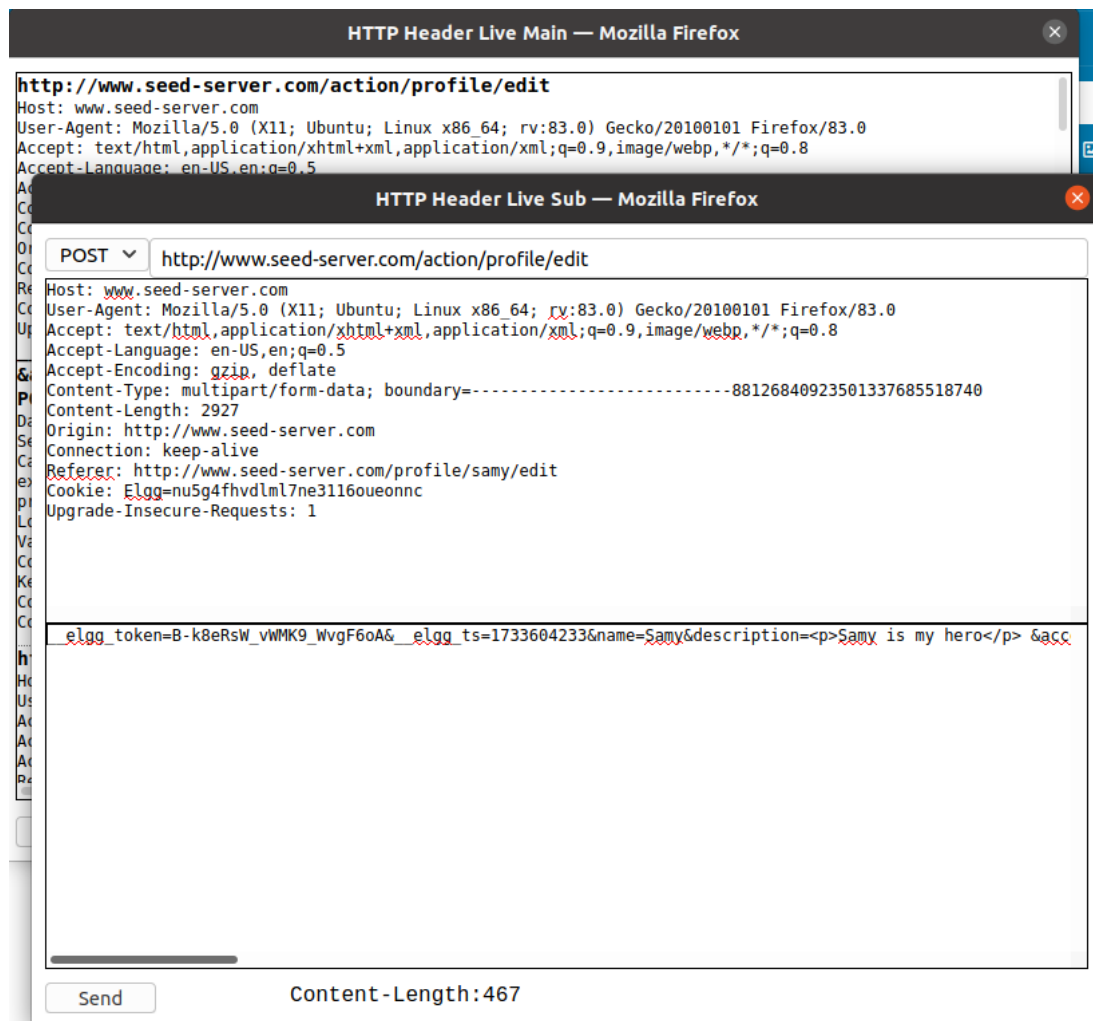 HTTP Header Live Main — Mozilla Firefox
http://www.seed-server.com/action/profile/edit
Host: www.seed-server.com
User-Agent: Mozilla/5.0 (X11; Ubuntu; Linux x86_64; rv:83.0) Gecko/20100101 Firefox/83.0
Accept: text/html,application/xhtml+xml,application/xml;q=0.9,image/webp,*/*;q=0.8
Accept-Language: en-US,en;q=0.5
HTTP Header Live Sub — Mozilla Firefox
POST http://www.seed-server.com/action/profile/edit
Host: www.seed-server.com
User-Agent: Mozilla/5.0 (X11; Ubuntu; Linux x86_64; rv:83.0) Gecko/20100101 Firefox/83.0
Accept: text/html,application/xhtml+xml,application/xml;q=0.9,image/webp,*/*;q=0.8
Accept-Language: en-US,en;q=0.5
Accept-Encoding: gzip, deflate
Content-Type: multipart/form-data; boundary=---------------------------881268409235013376855​18740
Content-Length: 2927
Origin: http://www.seed-server.com
Connection: keep-alive
Referer: http://www.seed-server.com/profile/samy/edit
Cookie: Elgg=nu5g4fhvdlml7ne3116oueonnc
Upgrade-Insecure-Requests: 1
__elgg_token=B-k8eRsW_vWMK9_WvgF6oA&__elgg_ts=1733604233&name=Samy&description=<p>Samy is my hero</p> &acc
Send Content-Length:467